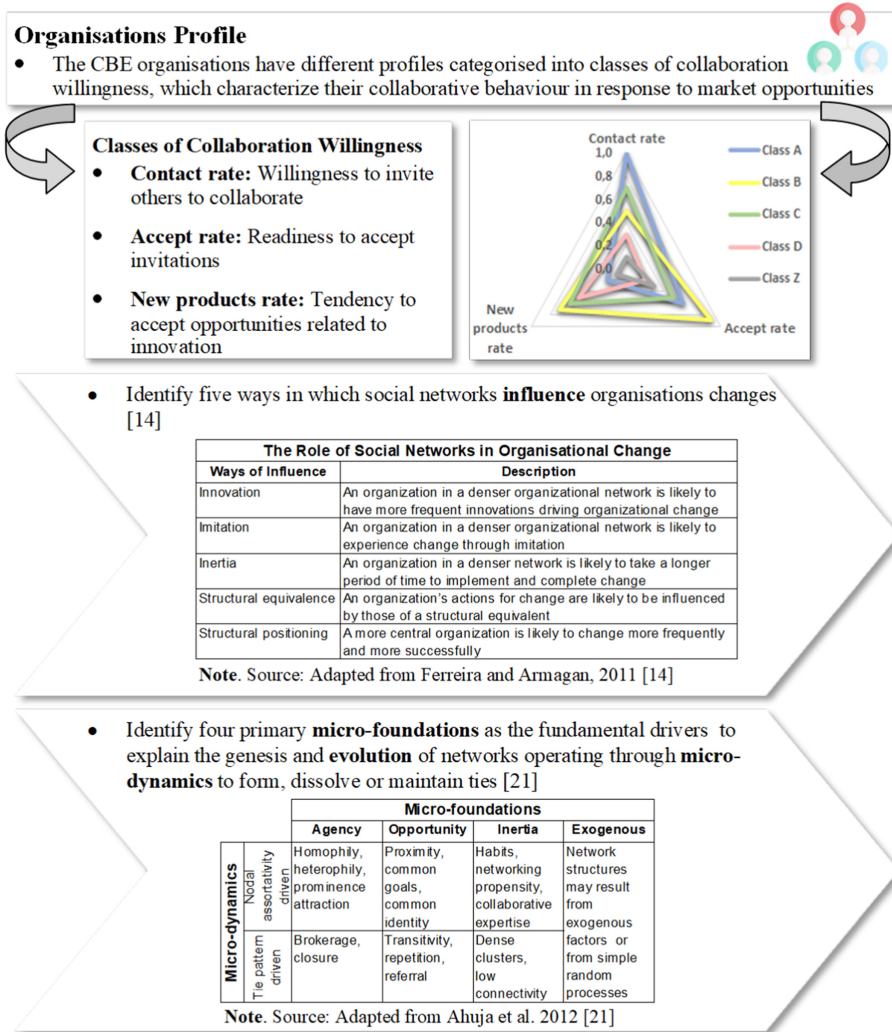 Organisations Profile
• The CBE organisations have different profiles categorised into classes of collaboration
willingness, which characterize their collaborative behaviour in response to market opportunities
Classes of Collaboration Willingness
• Contact rate: Willingness to invite
others to collaborate
• Accept rate: Readiness to accept
invitations
• New products rate: Tendency to
accept opportunities related to
innovation
Contact rate
1,0
0,8
0,6
0,4
0,2
0,0
New
products
rate
Accept rate
Class A
Class B
Class C
Class D
Class Z
• Identify five ways in which social networks influence organisations changes
[14]
The Role of Social Networks in Organisational Change
Ways of Influence Description
Innovation An organization in a denser organizational network is likely to
have more frequent innovations driving organizational change
Imitation An organization in a denser organizational network is likely to
experience change through imitation
Inertia An organization in a denser network is likely to take a longer
period of time to implement and complete change
Structural equivalence An organization's actions for change are likely to be influenced
by those of a structural equivalent
Structural positioning A more central organization is likely to change more frequently
and more successfully
Note. Source: Adapted from Ferreira and Armagan, 2011 [14]
• Identify four primary micro-foundations as the fundamental drivers to
explain the genesis and evolution of networks operating through micro-
dynamics to form, dissolve or maintain ties [21]
Micro-foundations
Agency Opportunity Inertia Exogenous
Micro-dynamics
Nodal
assortativity
driven
Homophily,
heterophily,
prominence
attraction
Proximity,
common
goals,
common
identity
Habits,
networking
propensity,
collaborative
expertise
Network
structures
may result
from
exogenous
factors or
from simple
random
processes
Tie pattern
driven
Brokerage,
closure
Transitivity,
repetition,
referral
Dense
clusters,
low
connectivity
Note. Source: Adapted from Ahuja et al. 2012 [21]